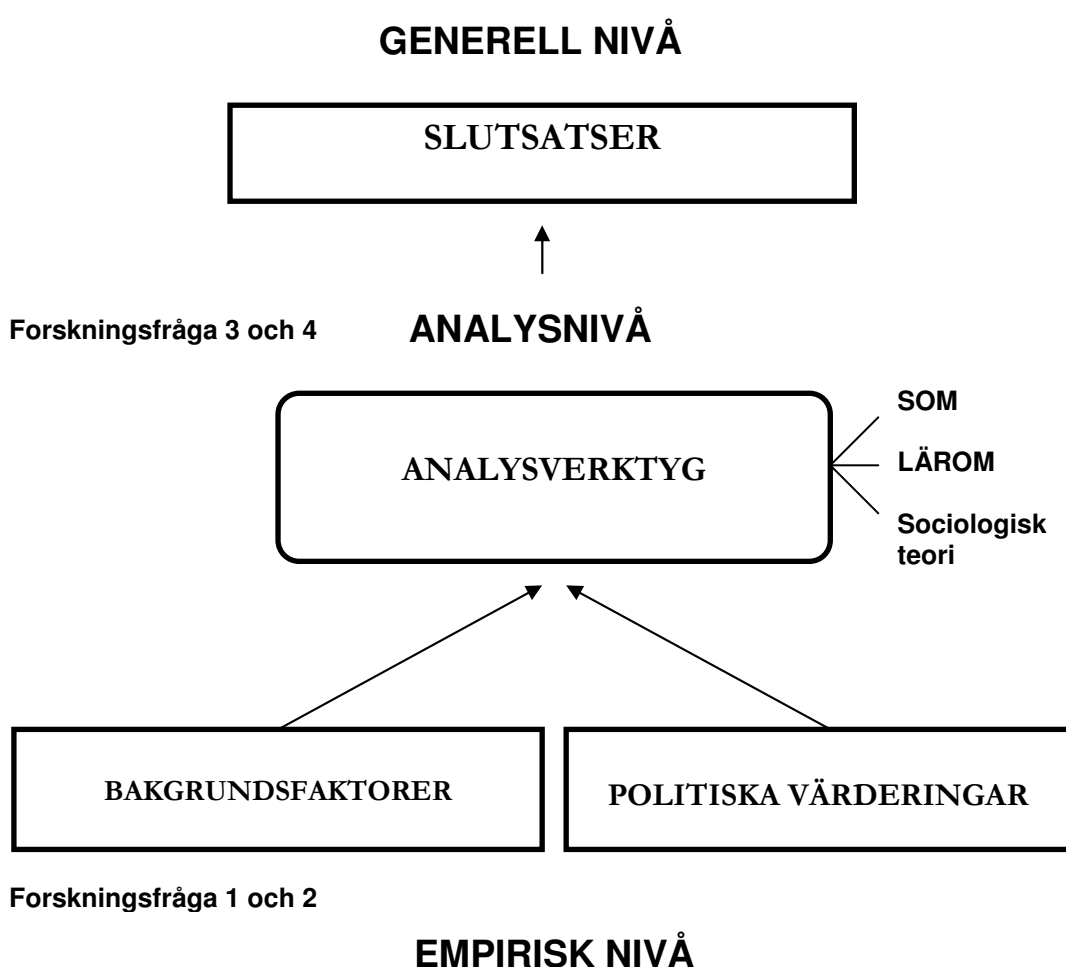 GENERELL NIVÅ
SLUTSATSER
Forskningsfråga 3 och 4
ANALYSNIVÅ
SOM
ANALYSVERKTYG
LÄROM
Sociologisk
teori
BAKGRUNDSFAKTORER
POLITISKA VÄRDERINGAR
Forskningsfråga 1 och 2
EMPIRISK NIVÅ